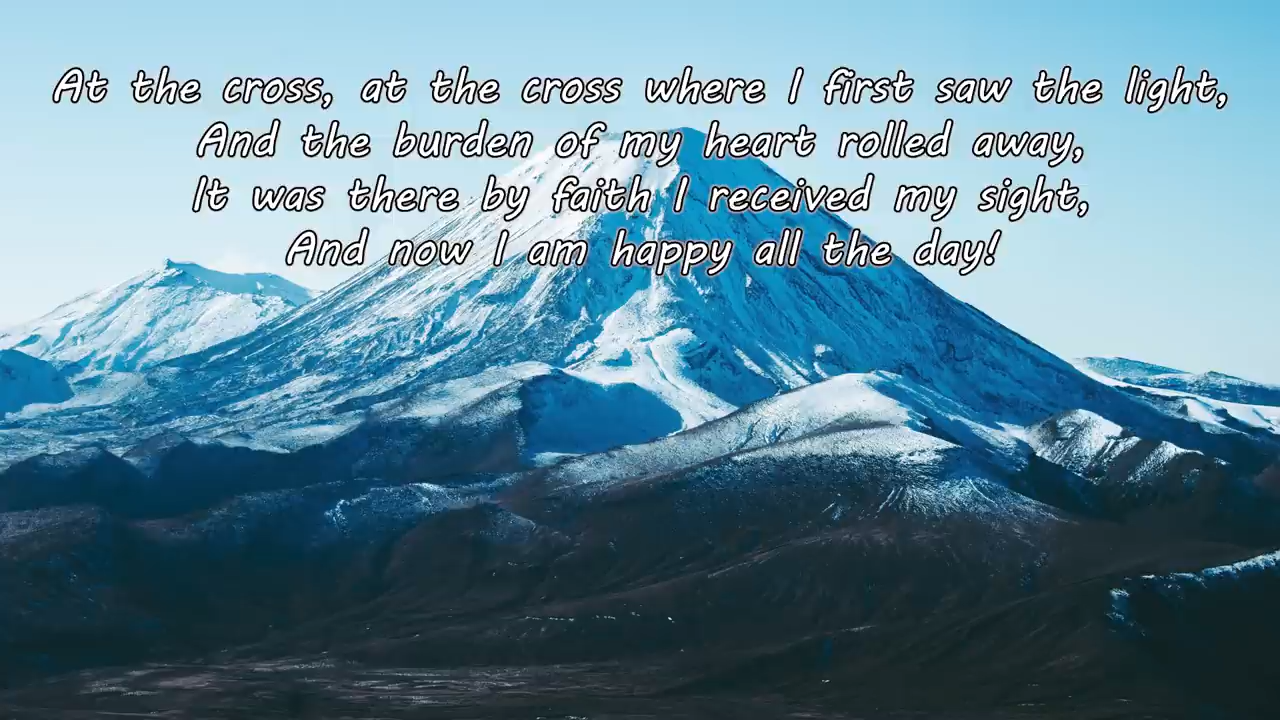 At the cross, at the cross where I first saw the light,
And the burden of my heart rolled away,
It was there by faith I received my sight,
And now I am happy all the day!